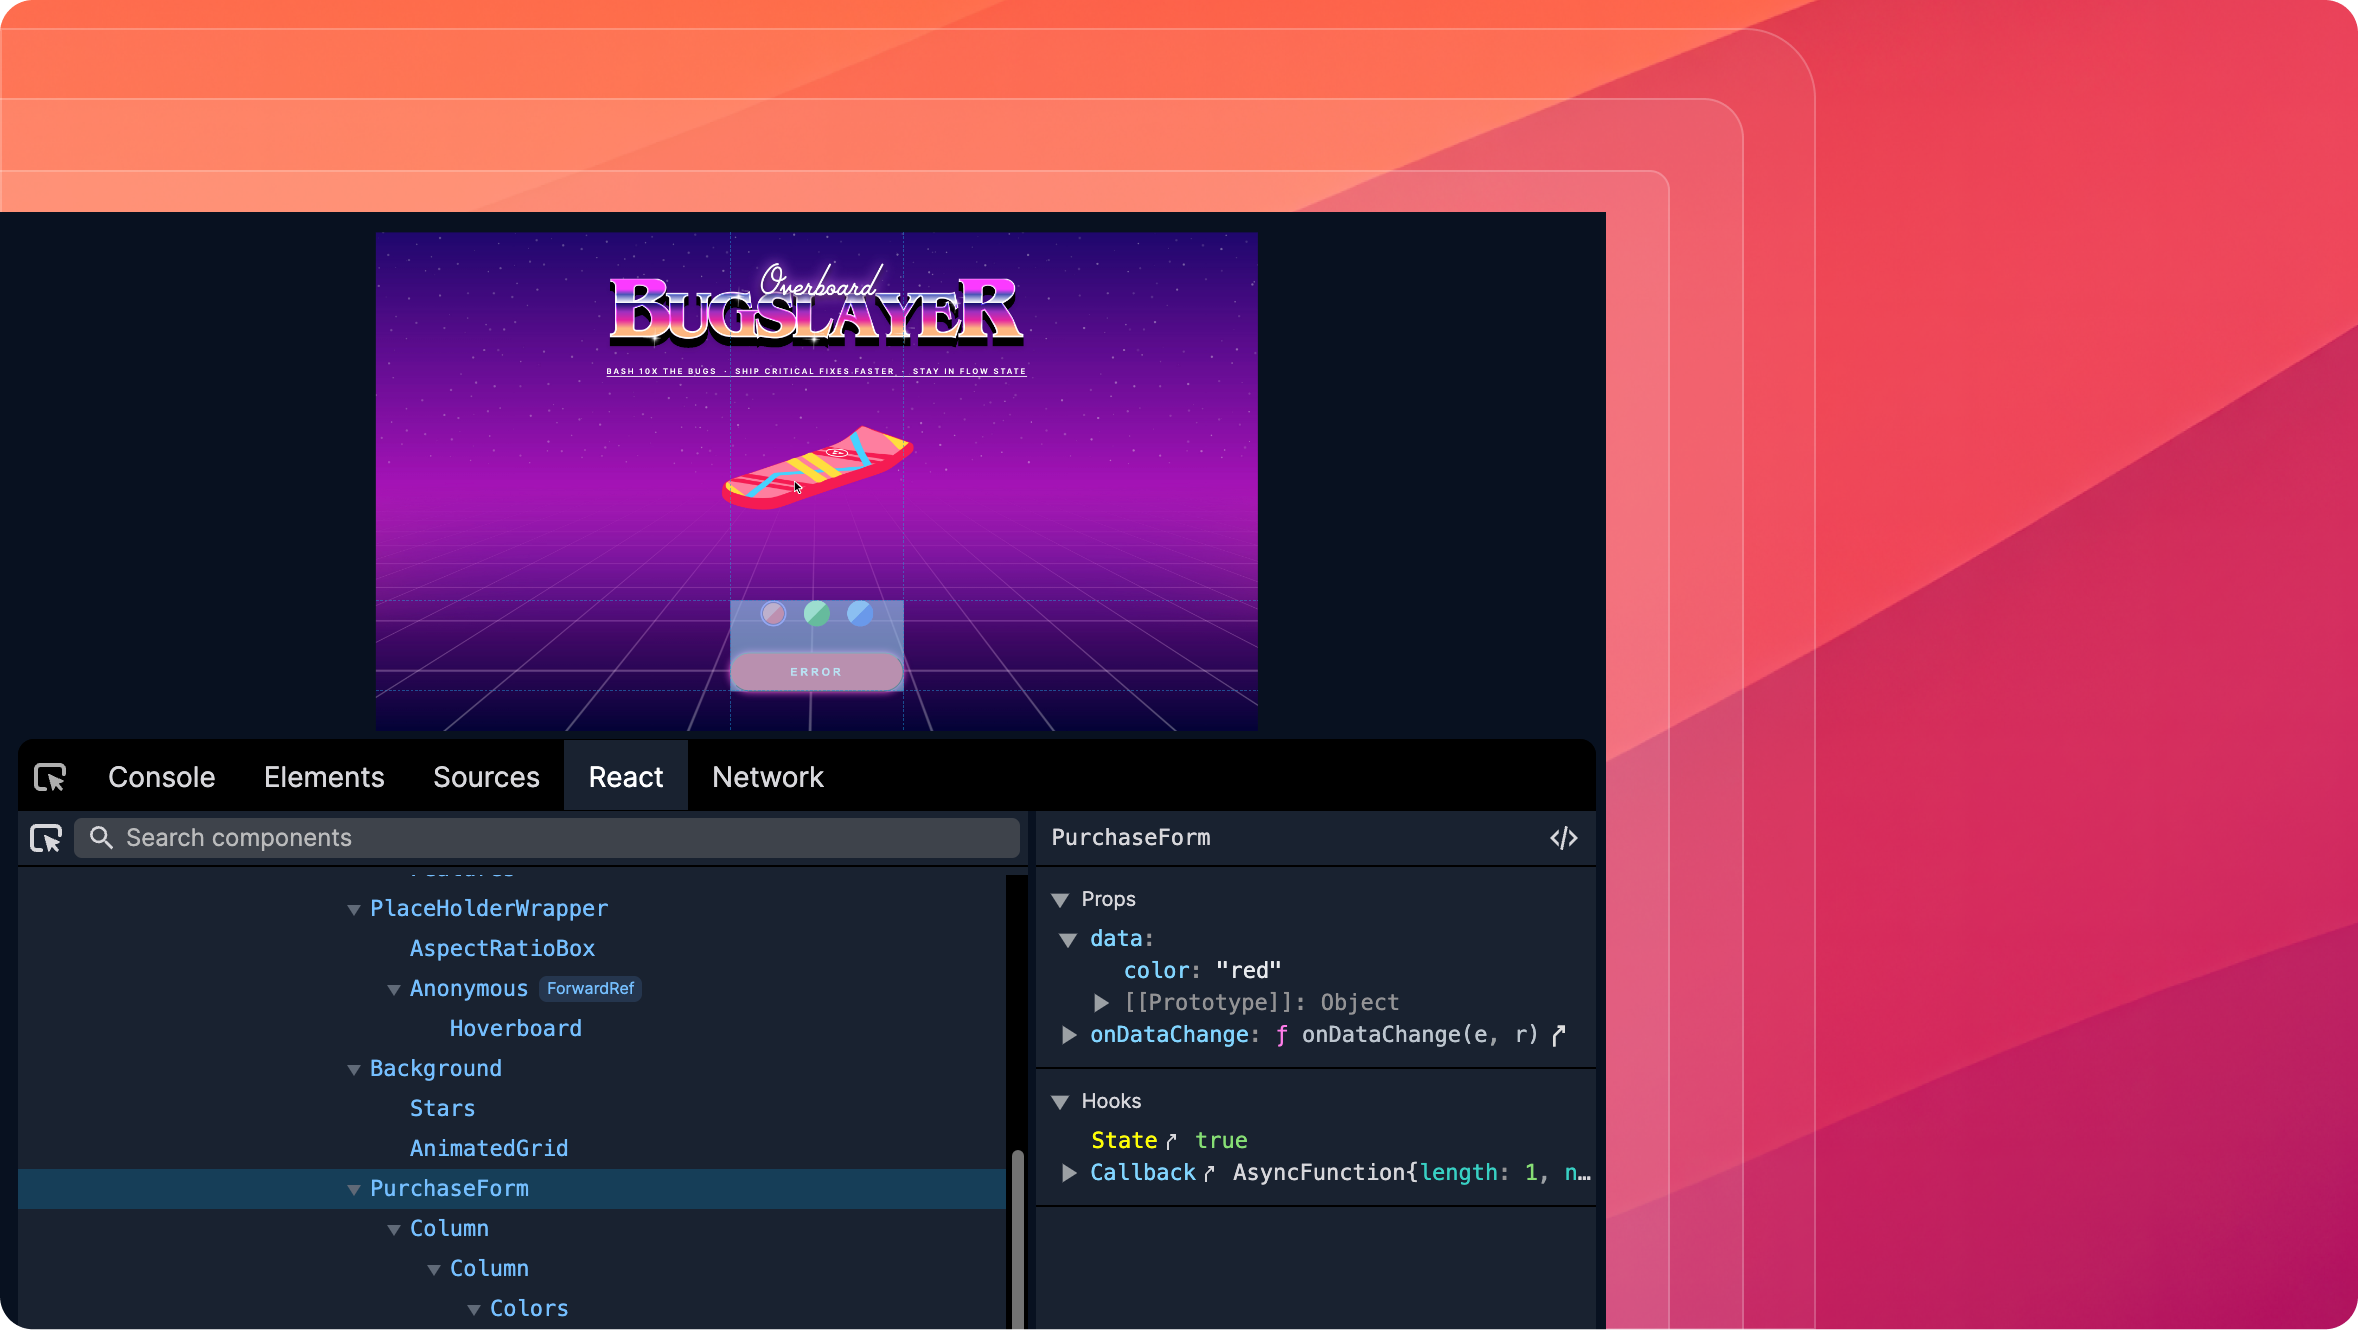 Overboard
BUGSLAYER
BASH 10X THE BUGS · SHIP CRITICAL FIXES FASTER · STAY IN FLOW STATE
ERROR
Console Elements Sources React Network
Search components
PlaceHolderWrapper
AspectRatioBox
Anonymous ForwardRef
Hoverboard
Background
Stars
AnimatedGrid
PurchaseForm
Column
Column
Colors
PurchaseForm </>
Props
data:
color: "red"
[[Prototype]]: Object
onDataChange: ƒ onDataChange(e, r)
Hooks
State true
Callback AsyncFunction{length: 1, n…